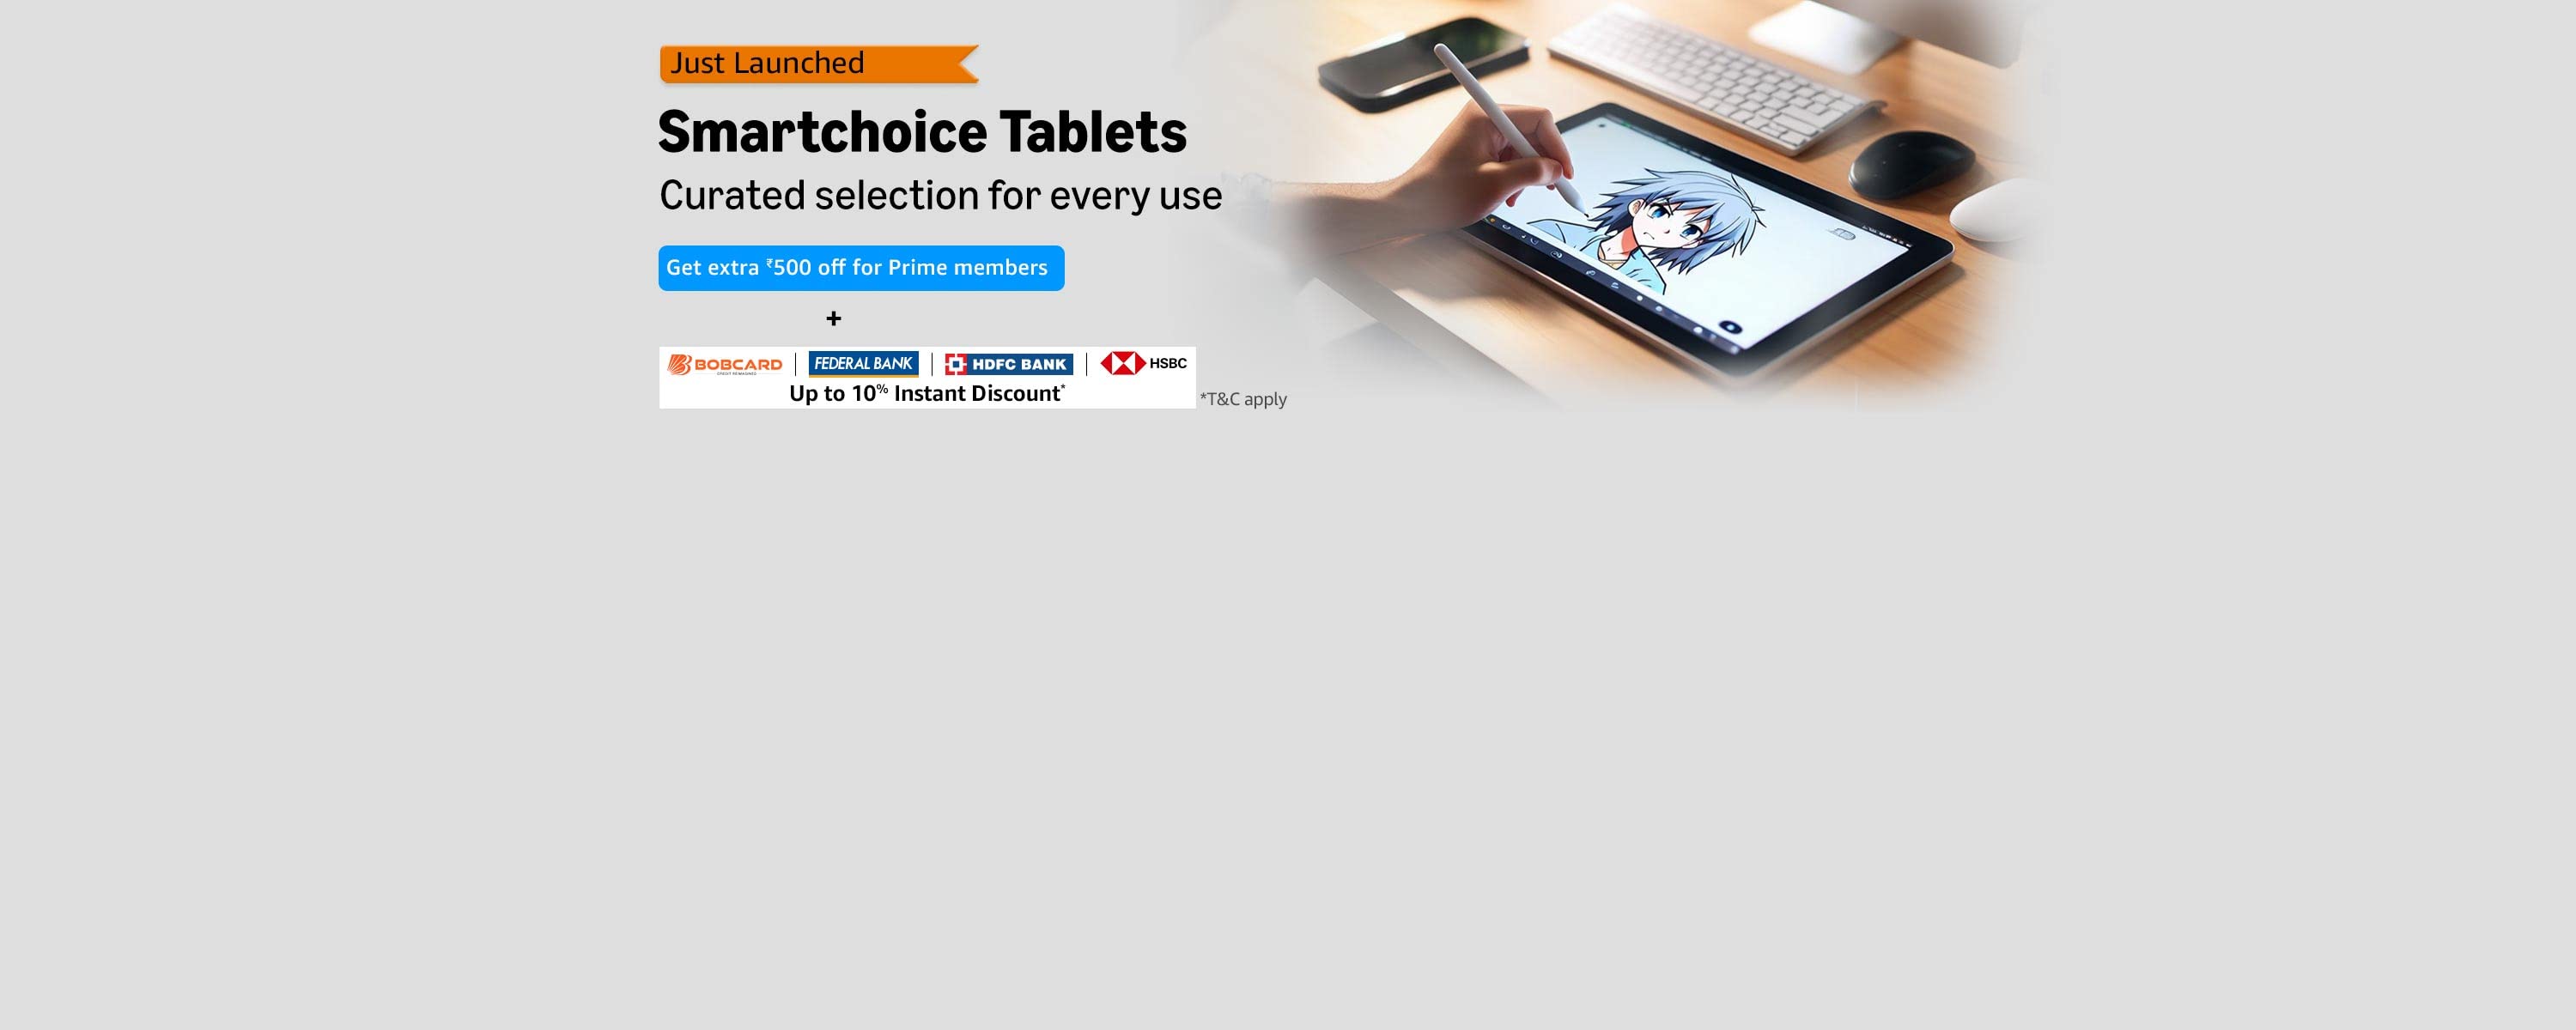 Just Launched
Smartchoice Tablets
Curated selection for every use
Get extra ₹500 off for Prime members
+
BOBCARD | FEDERAL BANK | HDFC BANK | HSBC
Up to 10% Instant Discount*
*T&C apply